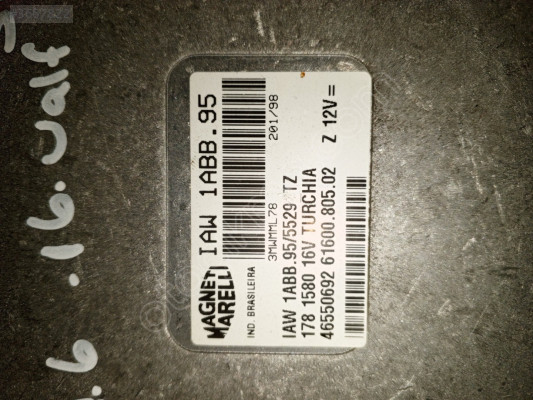 MAGNETI
MARELLI
IAW 1ABB.95
IND. BRASILEIRA
3MWMML78
201/98
IAW 1ABB.95/5529 TZ
178 1580 16V TURCHIA
46550692 61600.805.02
Z 12V =
.6 .16.valf